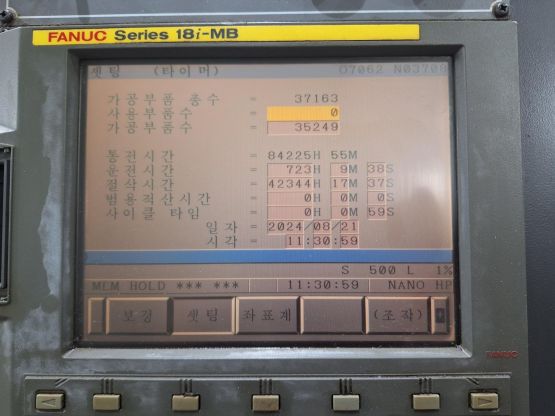 FANUC Series 18i-MB
셋팅 (타이머) O7062 N03709
가공부품 총수 = 37163
사용부품수 = 0
가공부품수 = 35249
통전시간 = 84225H 55M
운전시간 = 723H 9M 38S
절삭시간 = 42344H 17M 37S
범용적산시간 = 0H 0M 0S
사이클 타임 = 0H 0M 59S
일자 = 2024/08/21
시각 = 11:30:59
S 500 L 1%
MEM HOLD *** *** 11:30:59 NANO HP
보정 셋팅 좌표계 (조작)
FANUC